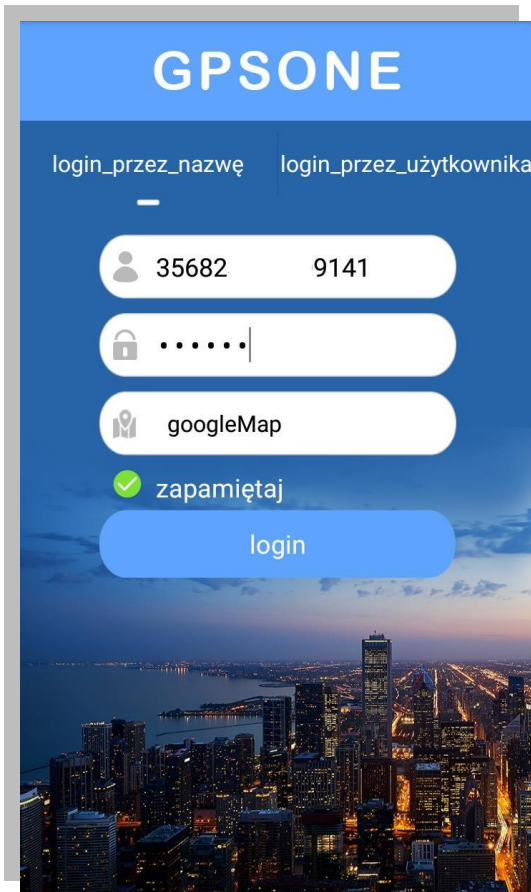 GPSONE
login_przez_nazwę login_przez_użytkownika
35682 9141
••••••
googleMap
zapamiętaj
login